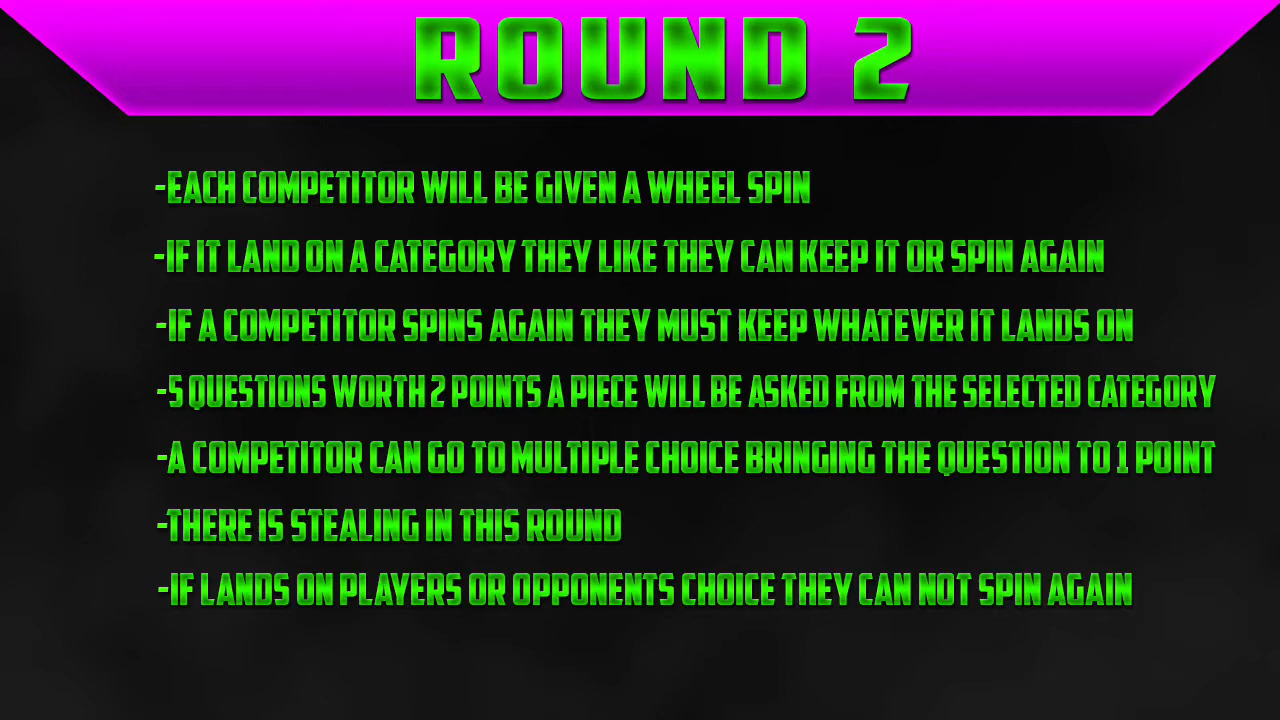 ROUND 2
-EACH COMPETITOR WILL BE GIVEN A WHEEL SPIN
-IF IT LAND ON A CATEGORY THEY LIKE THEY CAN KEEP IT OR SPIN AGAIN
-IF A COMPETITOR SPINS AGAIN THEY MUST KEEP WHATEVER IT LANDS ON
-5 QUESTIONS WORTH 2 POINTS A PIECE WILL BE ASKED FROM THE SELECTED CATEGORY
-A COMPETITOR CAN GO TO MULTIPLE CHOICE BRINGING THE QUESTION TO 1 POINT
-THERE IS STEALING IN THIS ROUND
-IF LANDS ON PLAYERS OR OPPONENTS CHOICE THEY CAN NOT SPIN AGAIN